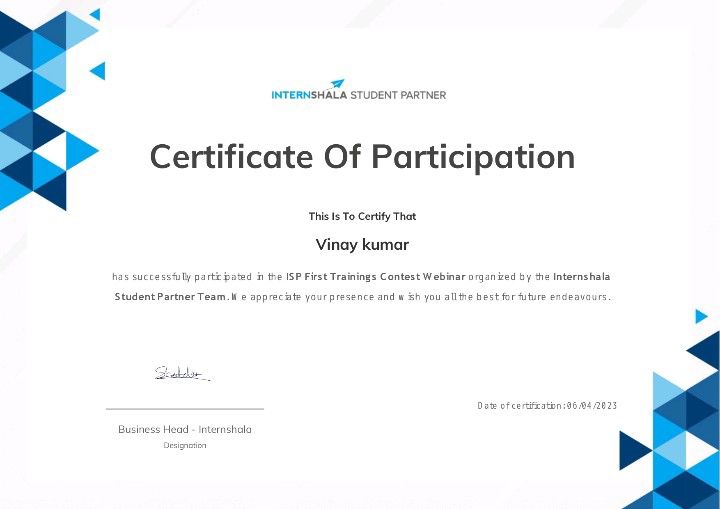 INTERNSHALA STUDENT PARTNER
Certificate Of Participation
This Is To Certify That
Vinay kumar
has successfully participated in the ISP First Trainings Contest Webinar organized by the Internshala
Student Partner Team. We appreciate your presence and wish you all the best for future endeavours.
Date of certification: 06/04/2023
Business Head - Internshala
Designation